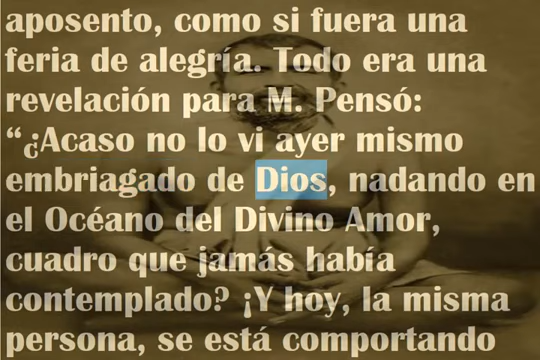 aposento, como si fuera una
feria de alegría. Todo era una
revelación para M. Pensó:
“¿Acaso no lo vi ayer mismo
embriagado de Dios, nadando en
el Océano del Divino Amor,
cuadro que jamás había
contemplado? ¡Y hoy, la misma
persona, se está comportando